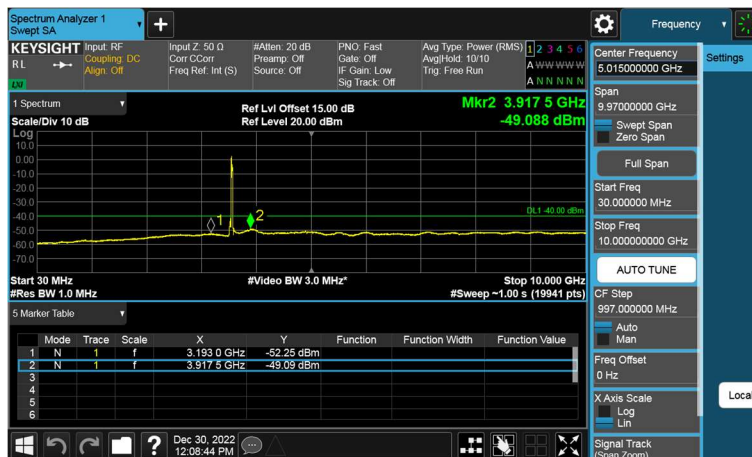 Spectrum Analyzer 1
Swept SA
+
Frequency
KEYSIGHT
RL
LXI
Input: RF
Coupling: DC
Align: Off
Input Z: 50 Ω
Corr CCorr
Freq Ref: Int (S)
#Atten: 20 dB
Preamp: Off
Source: Off
PNO: Fast
Gate: Off
IF Gain: Low
Sig Track: Off
Avg Type: Power (RMS)
Avg|Hold: 10/10
Trig: Free Run
1 2 3 4 5 6
A W W W W W
A N N N N N
1 Spectrum
Scale/Div 10 dB
Ref Lvl Offset 15.00 dB
Ref Level 20.00 dBm
Mkr2 3.917 5 GHz
-49.088 dBm
Log
10.0
0.00
-10.0
-20.0
-30.0
-40.0
-50.0
-60.0
-70.0
1
2
DL1 -40.00 dBm
Start 30 MHz
#Res BW 1.0 MHz
#Video BW 3.0 MHz*
Stop 10.000 GHz
#Sweep ~1.00 s (19941 pts)
5 Marker Table
Mode Trace Scale X Y Function Function Width Function Value
1 N 1 f 3.193 0 GHz -52.25 dBm
2 N 1 f 3.917 5 GHz -49.09 dBm
3
4
5
6
?
Dec 30, 2022
12:08:44 PM
Center Frequency
5.015000000 GHz
Settings
Span
9.97000000 GHz
Swept Span
Zero Span
Full Span
Start Freq
30.000000 MHz
Stop Freq
10.000000000 GHz
AUTO TUNE
CF Step
997.000000 MHz
Auto
Man
Freq Offset
0 Hz
X Axis Scale
Log
Lin
Local
Signal Track
(Span Zoom)